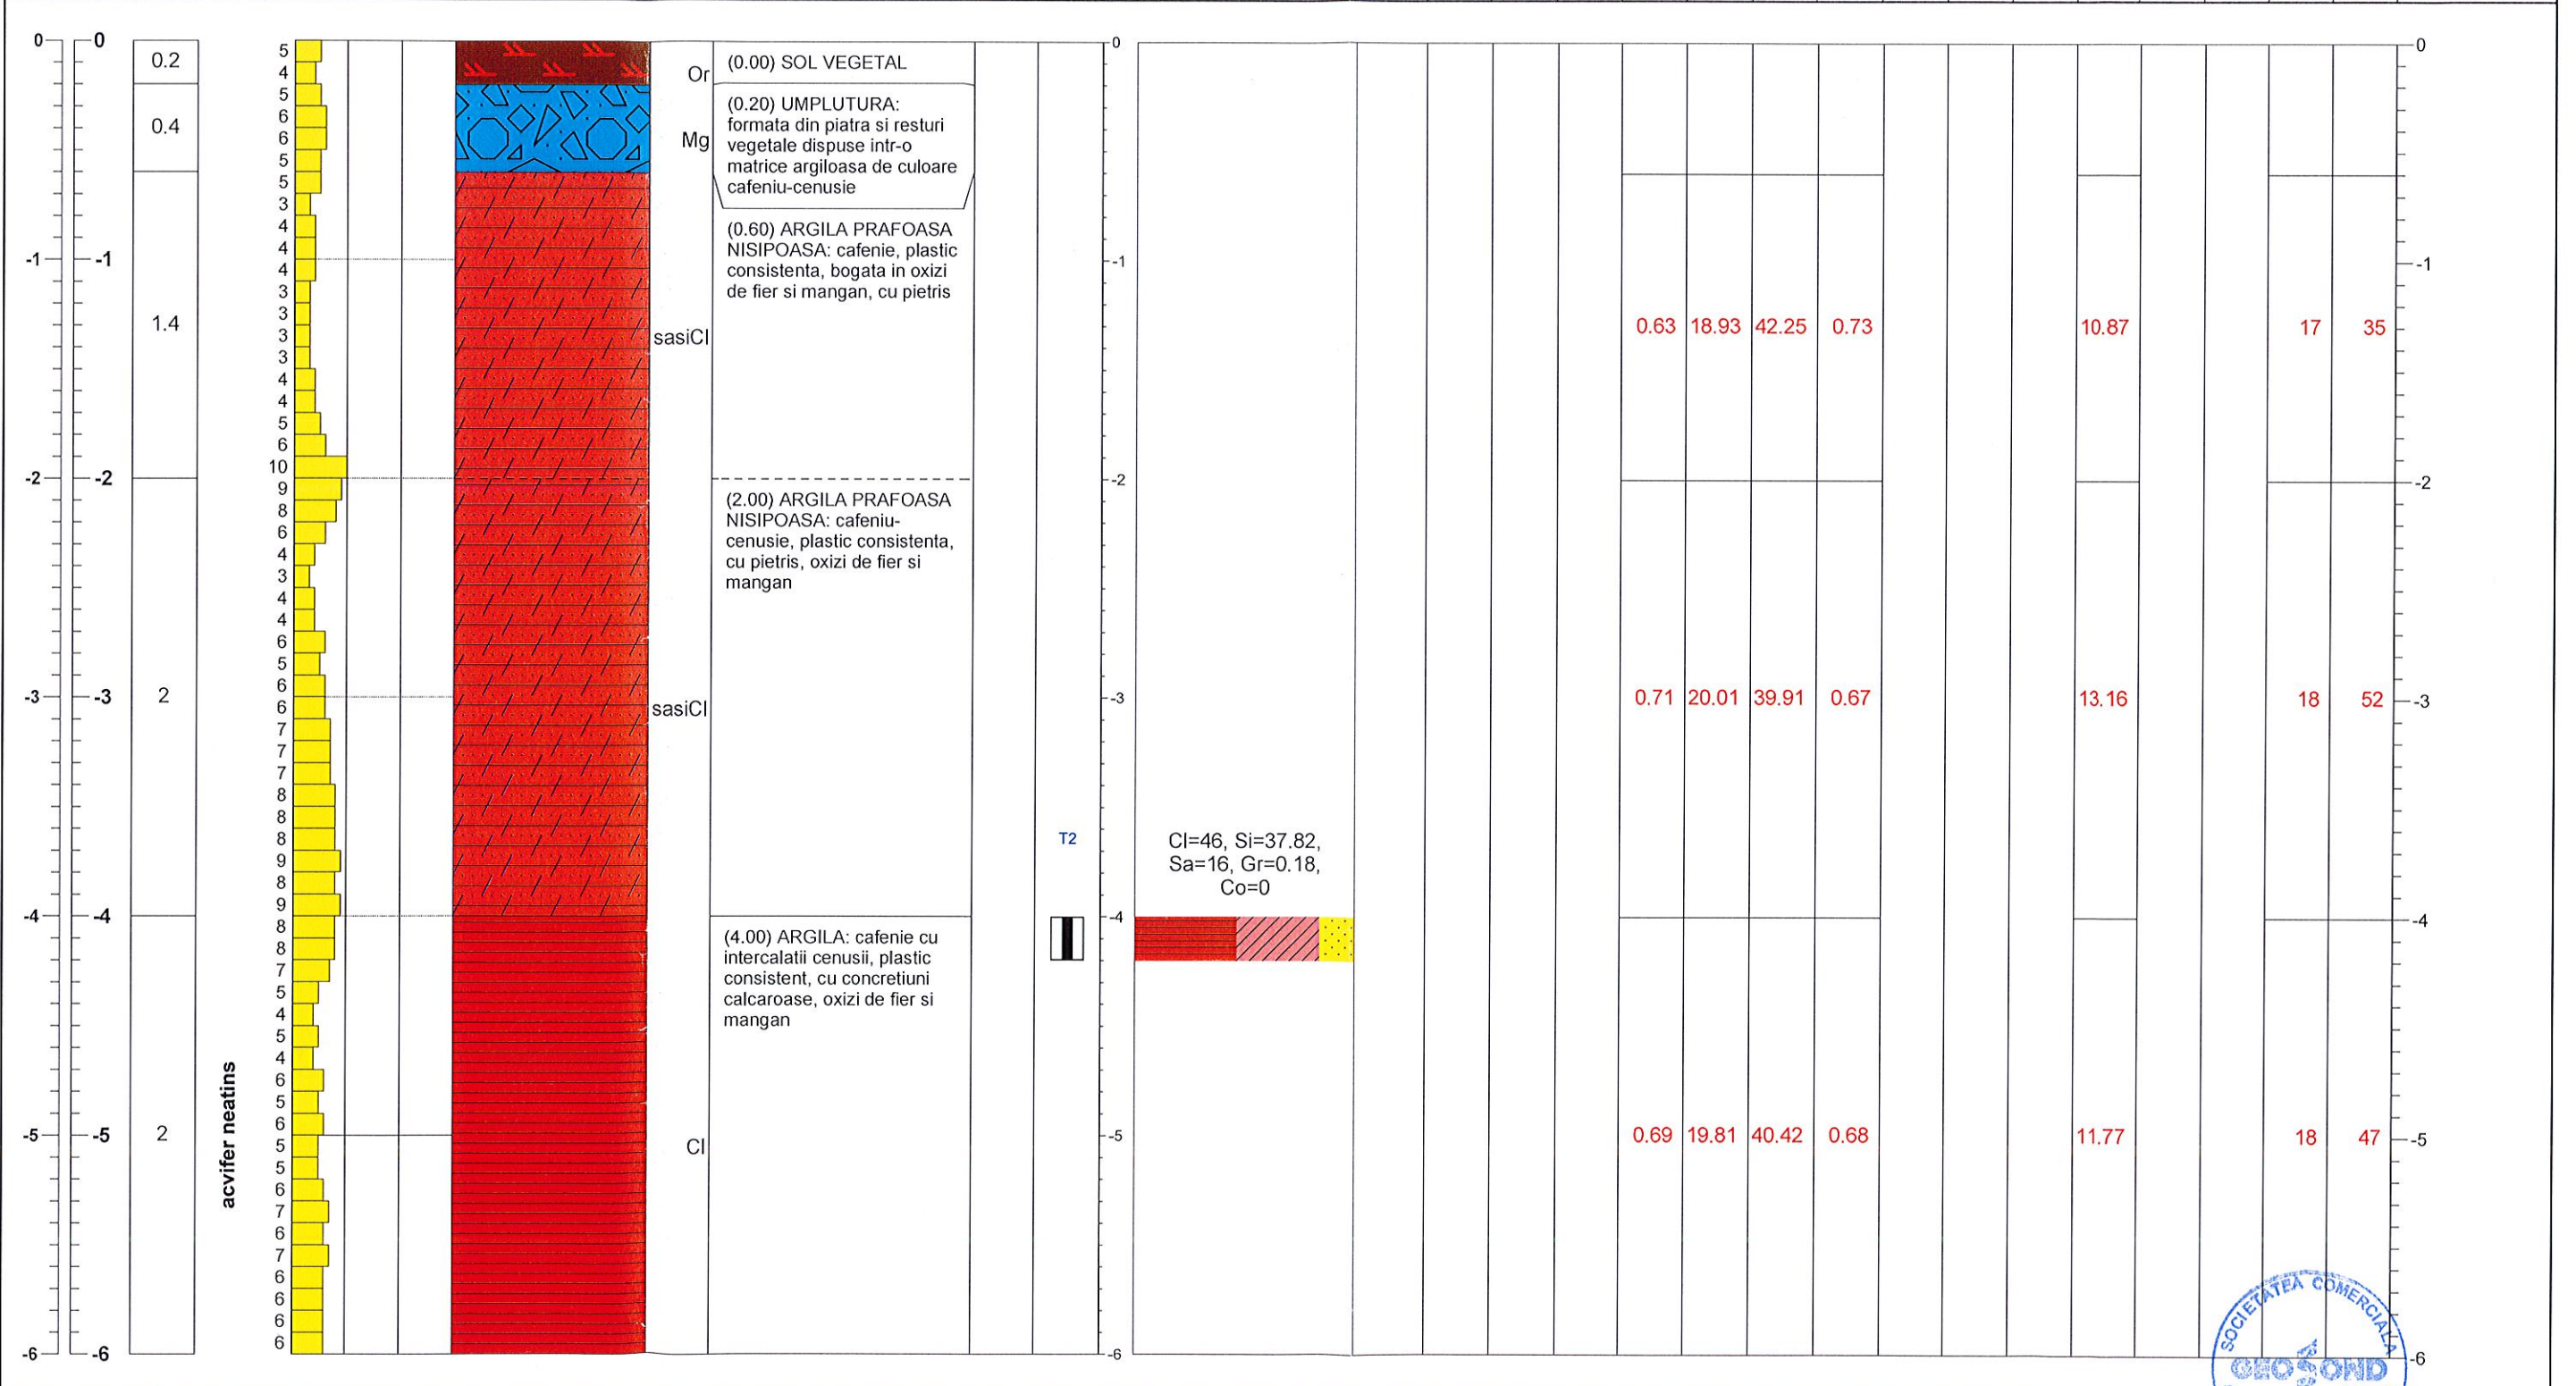 0
0
0.2
0.4
-1
-1
1.4
-2
-2
-3
-3
2
-4
-4
-5
-5
2
-6
-6
acvifer neatins
5
4
5
6
6
5
5
3
4
4
4
3
3
3
3
4
4
5
6
10
9
8
6
4
3
4
4
6
5
6
6
7
7
7
8
8
8
9
8
9
8
8
7
5
4
5
4
6
5
6
5
5
6
7
6
7
6
6
6
6
Or
Mg
sasiCl
sasiCl
Cl
(0.00) SOL VEGETAL
(0.20) UMPLUTURA:
formata din piatra si resturi
vegetale dispuse intr-o
matrice argiloasa de culoare
cafeniu-cenusie
(0.60) ARGILA PRAFOASA
NISIPOASA: cafenie, plastic
consistenta, bogata in oxizi
de fier si mangan, cu pietris
(2.00) ARGILA PRAFOASA
NISIPOASA: cafeniu-
cenusie, plastic consistenta,
cu pietris, oxizi de fier si
mangan
(4.00) ARGILA: cafenie cu
intercalatii cenusii, plastic
consistent, cu concretiuni
calcaroase, oxizi de fier si
mangan
T2
0
-1
-2
-3
-4
-5
-6
Cl=46, Si=37.82,
Sa=16, Gr=0.18,
Co=0
0.63 18.93 42.25 0.73 10.87 17 35
0.71 20.01 39.91 0.67 13.16 18 52
0.69 19.81 40.42 0.68 11.77 18 47
0
-1
-2
-3
-4
-5
-6
SOCIETATEA COMERCIALA
GEOSOND